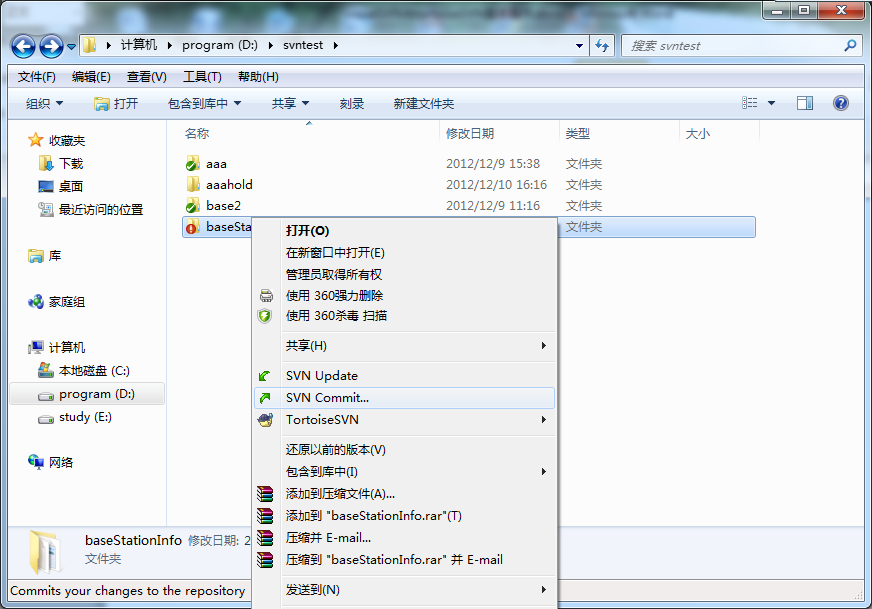 计算机 program (D:) svntest
搜索 svntest
文件(F) 编辑(E) 查看(V) 工具(T) 帮助(H)
组织 打开 包含到库中 共享 刻录 新建文件夹
名称 修改日期 类型 大小
收藏夹
下载
桌面
最近访问的位置
库
家庭组
计算机
本地磁盘 (C:)
program (D:)
study (E:)
网络
aaa 2012/12/9 15:38 文件夹
aaahold 2012/12/10 16:16 文件夹
base2 2012/12/9 11:16 文件夹
baseSta 文件夹
打开(O)
在新窗口中打开(E)
管理员取得所有权
使用 360强力删除
使用 360杀毒 扫描
共享(H)
SVN Update
SVN Commit...
TortoiseSVN
还原以前的版本(V)
包含到库中(I)
添加到压缩文件(A)...
添加到 "baseStationInfo.rar"(T)
压缩并 E-mail...
压缩到 "baseStationInfo.rar" 并 E-mail
发送到(N)
baseStationInfo 修改日期: 2
文件夹
Commits your changes to the repository